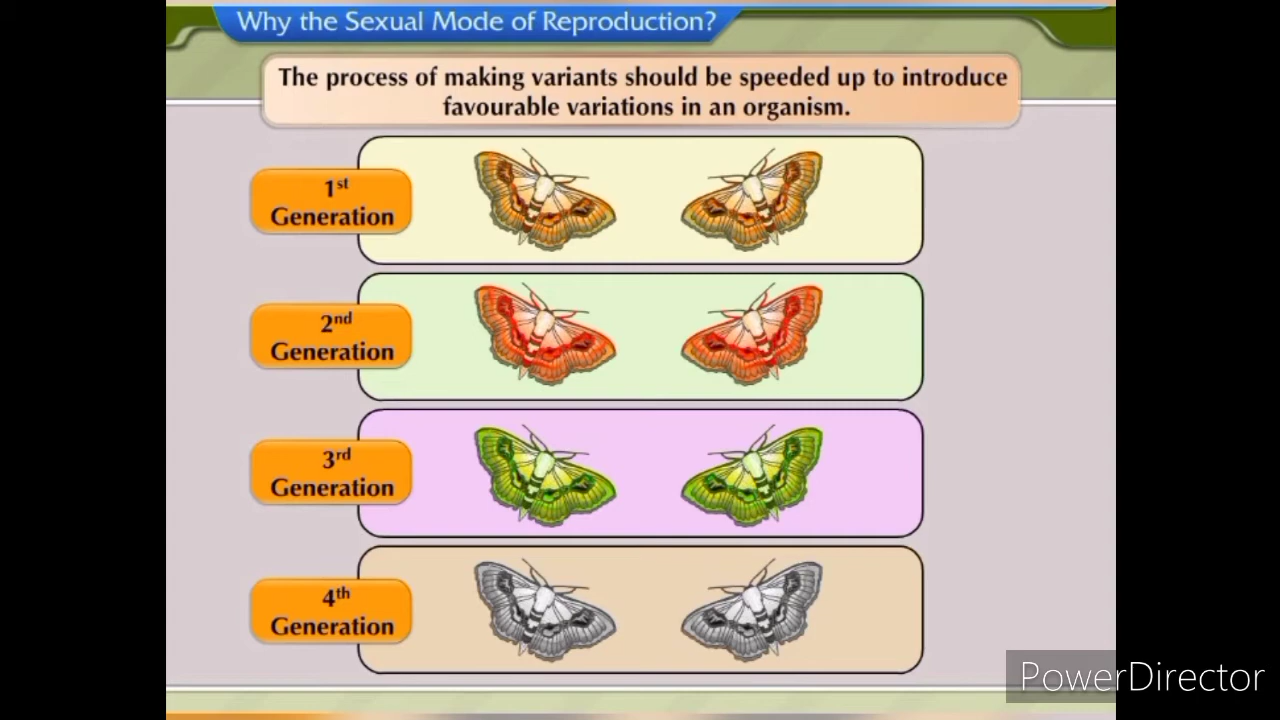 Why the Sexual Mode of Reproduction?
The process of making variants should be speeded up to introduce
favourable variations in an organism.
1st
Generation
2nd
Generation
3rd
Generation
4th
Generation
PowerDirector